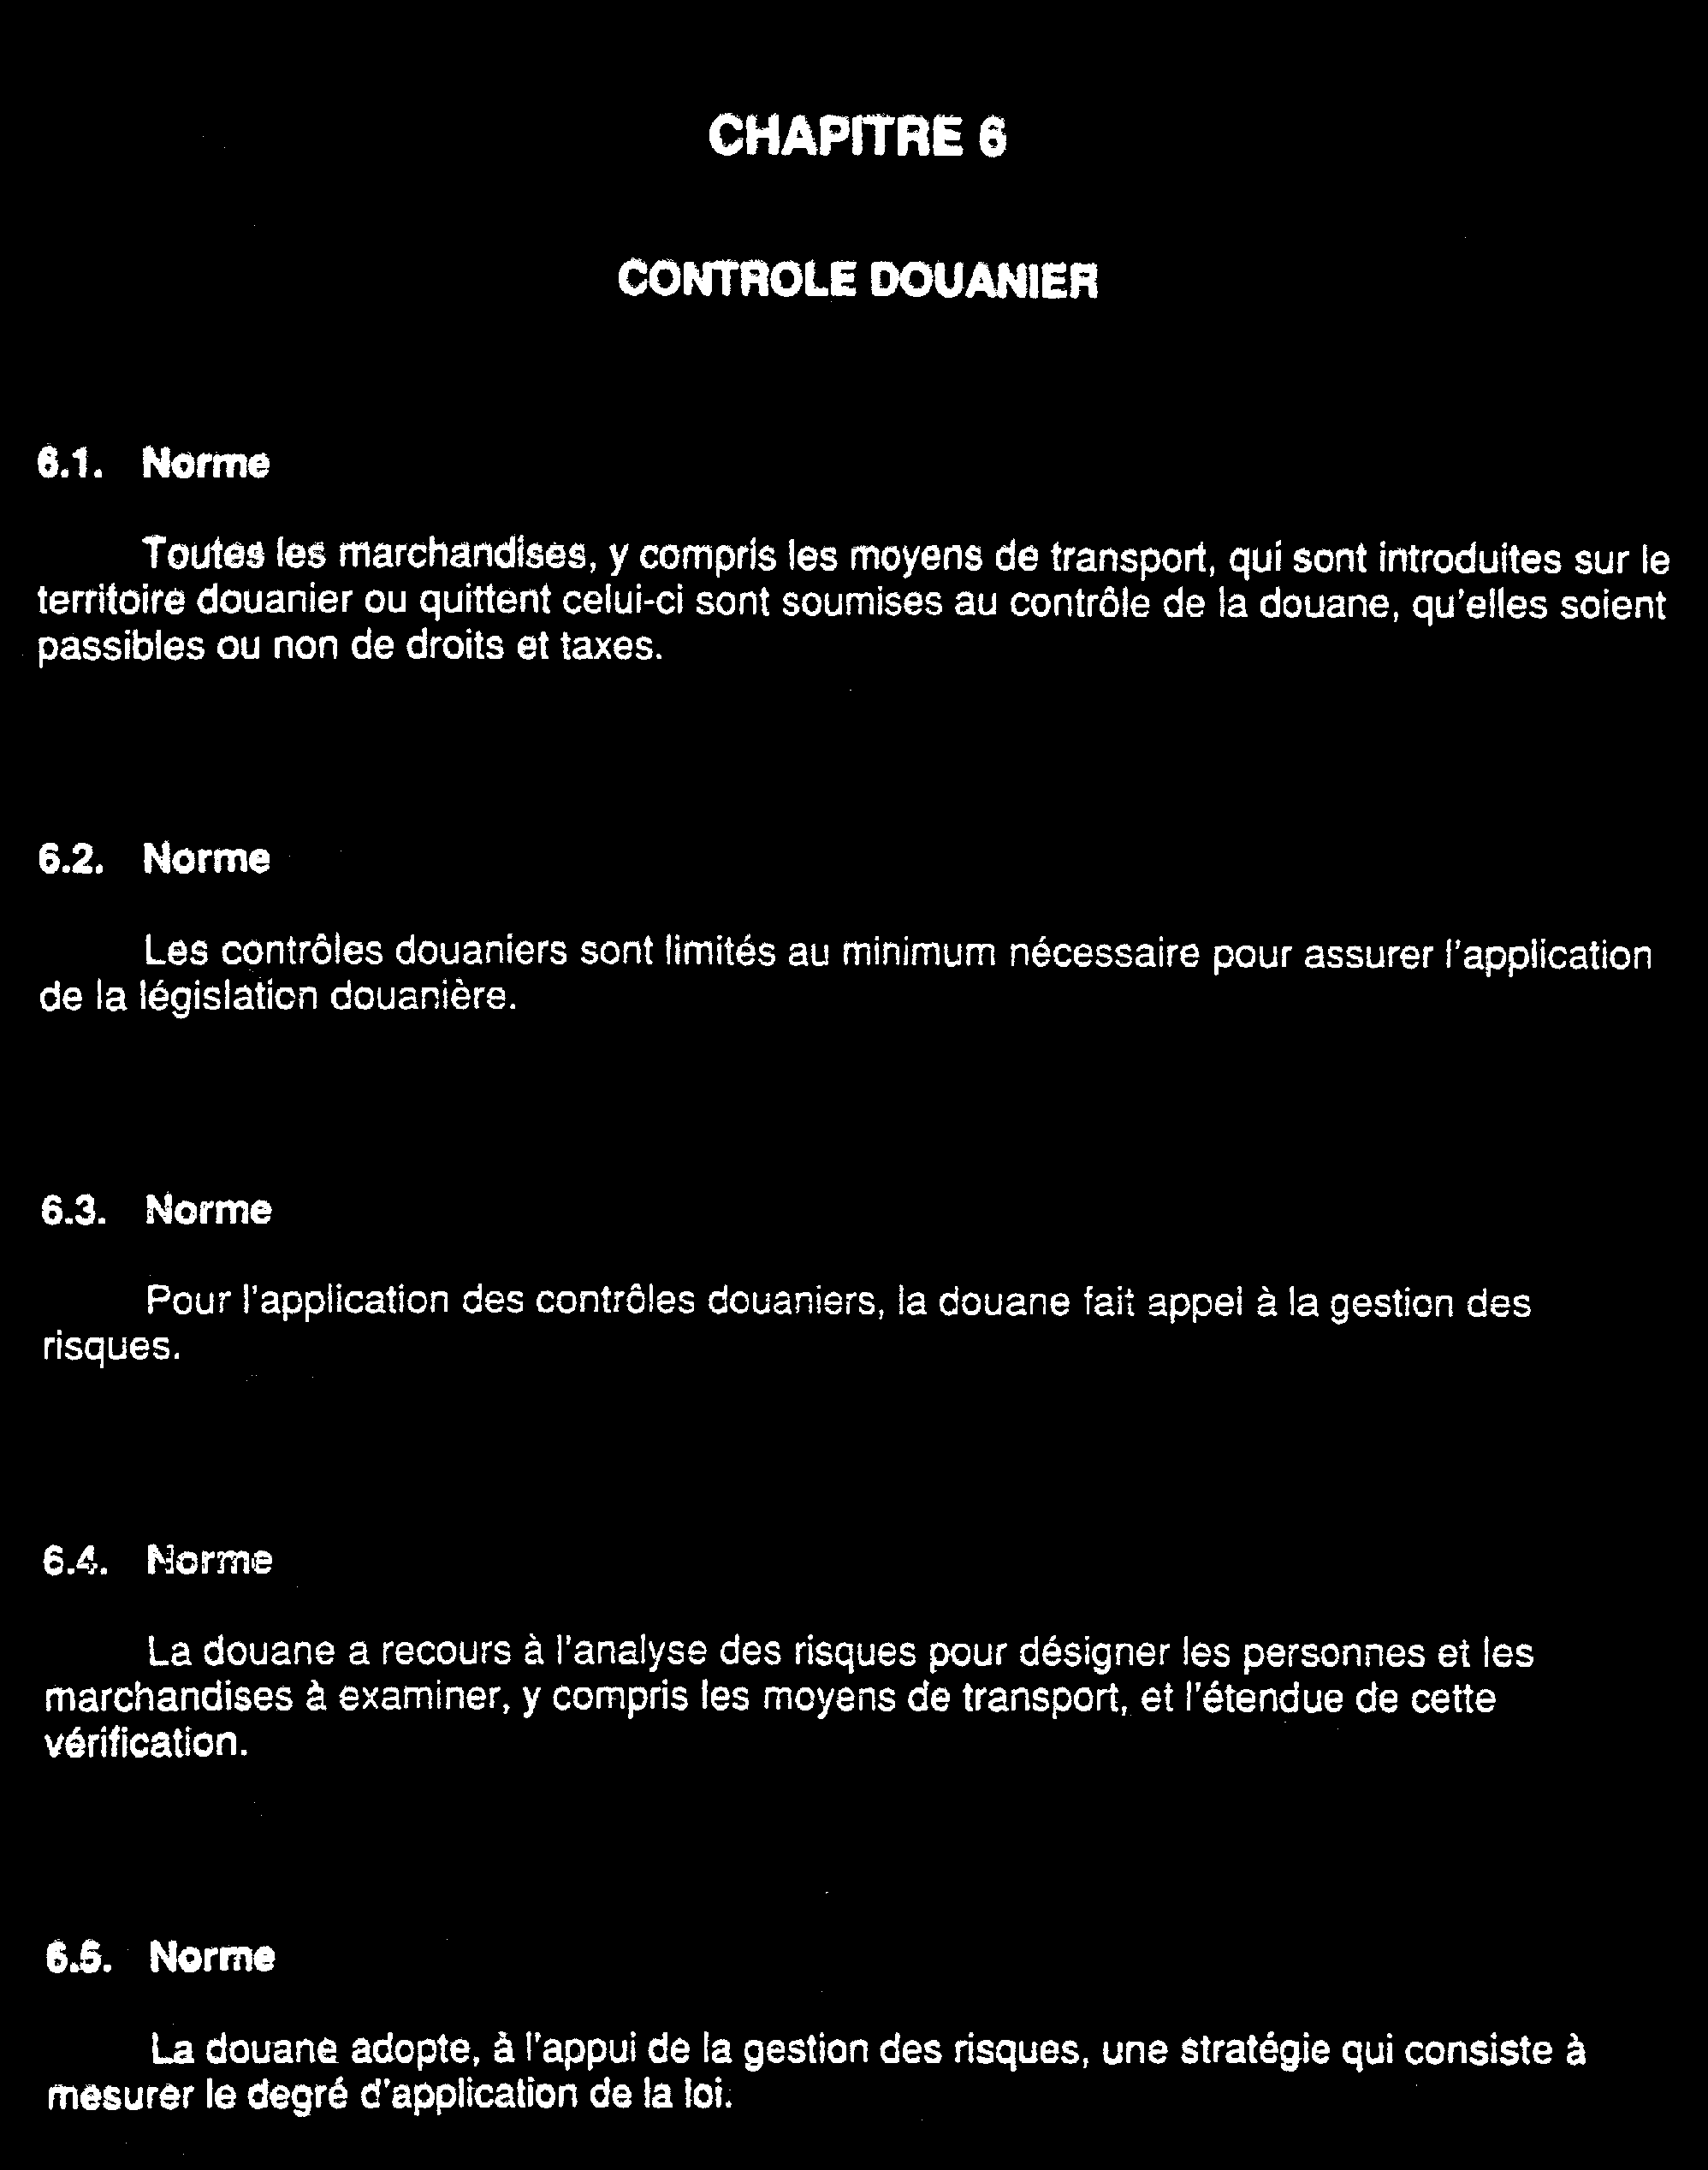 CHAPITRE 6
CONTROLE DOUANIER
6.1. Norme
Toutes les marchandises, y compris les moyens de transport, qui sont introduites sur le
territoire douanier ou quittent celui-ci sont soumises au contrôle de la douane, qu'elles soient
passibles ou non de droits et taxes.
6.2. Norme
Les contrôles douaniers sont limités au minimum nécessaire pour assurer l'application
de la législation douanière.
6.3. Norme
Pour l'application des contrôles douaniers, la douane fait appel à la gestion des
risques.
6.4. Norme
La douane a recours à l'analyse des risques pour désigner les personnes et les
marchandises à examiner, y compris les moyens de transport, et l'étendue de cette
vérification.
6.5. Norme
La douane adopte, à l'appui de la gestion des risques, une stratégie qui consiste à
mesurer le degré d'application de la loi.